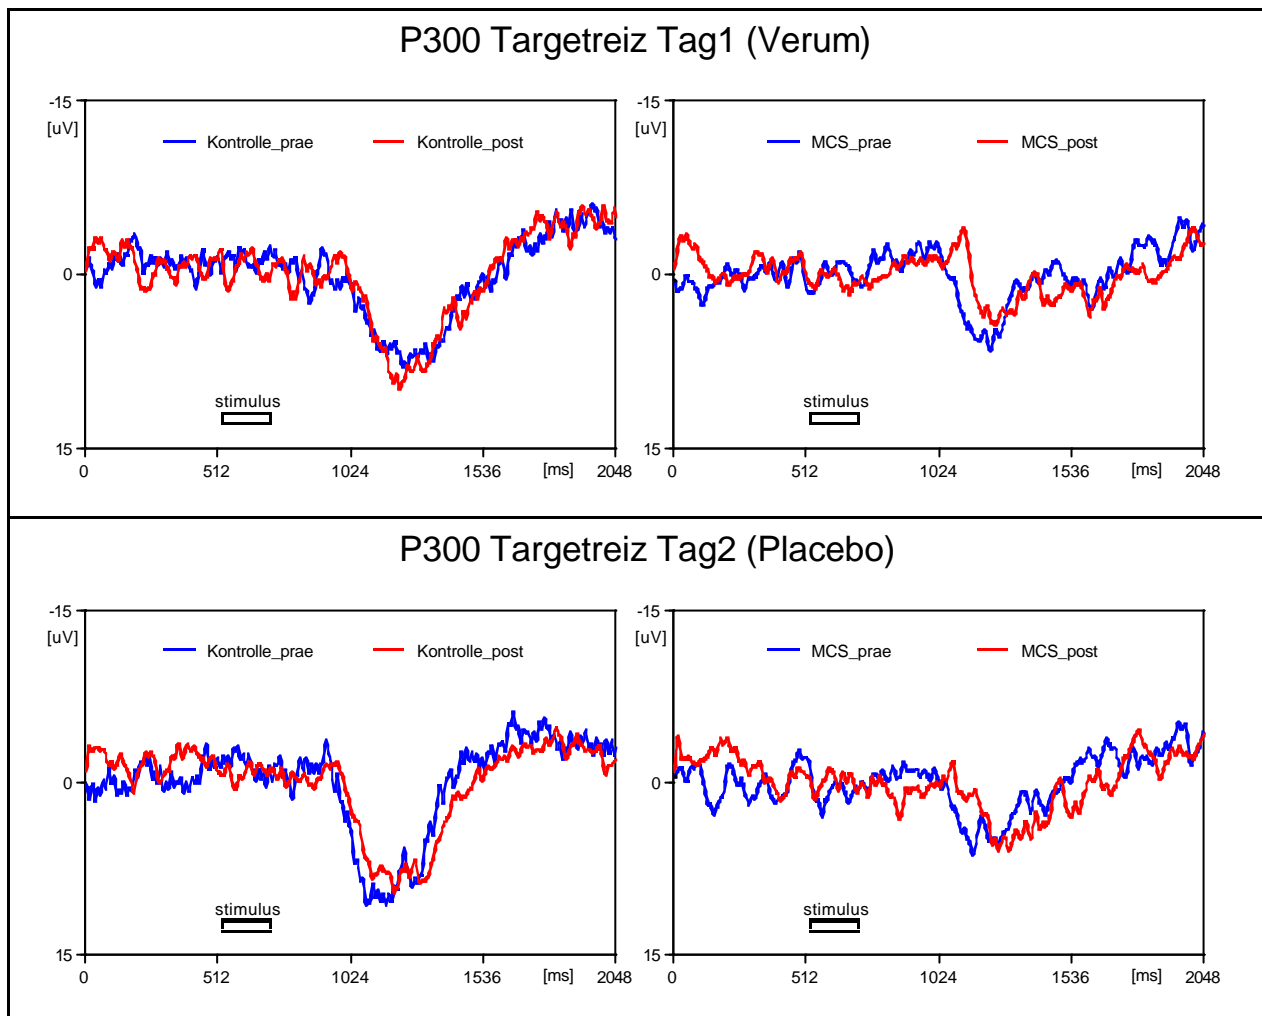 P300 Targetreiz Tag1 (Verum)
-15
[uV]
Kontrolle_prae
Kontrolle_post
0
stimulus
15
0
512
1024
1536
[ms]
2048
-15
[uV]
MCS_prae
MCS_post
0
stimulus
15
0
512
1024
1536
[ms]
2048
P300 Targetreiz Tag2 (Placebo)
-15
[uV]
Kontrolle_prae
Kontrolle_post
0
stimulus
15
0
512
1024
1536
[ms]
2048
-15
[uV]
MCS_prae
MCS_post
0
stimulus
15
0
512
1024
1536
[ms]
2048